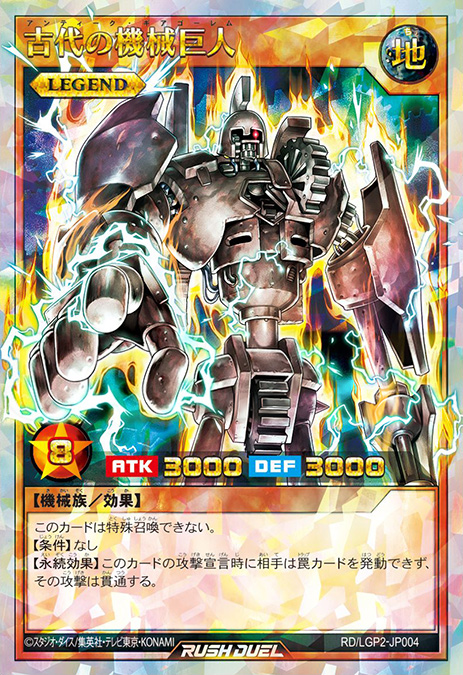 アンティーク・ギアゴーレム
古代の機械巨人
地
LEGEND
8 ATK 3000 DEF 3000
【機械族／効果】
このカードは特殊召喚できない。
【条件】なし
【永続効果】このカードの攻撃宣言時に相手は罠カードを発動できず、
その攻撃は貫通する。
©スタジオ・ダイス/集英社・テレビ東京・KONAMI
RUSH DUEL
RD/LGP2-JP004